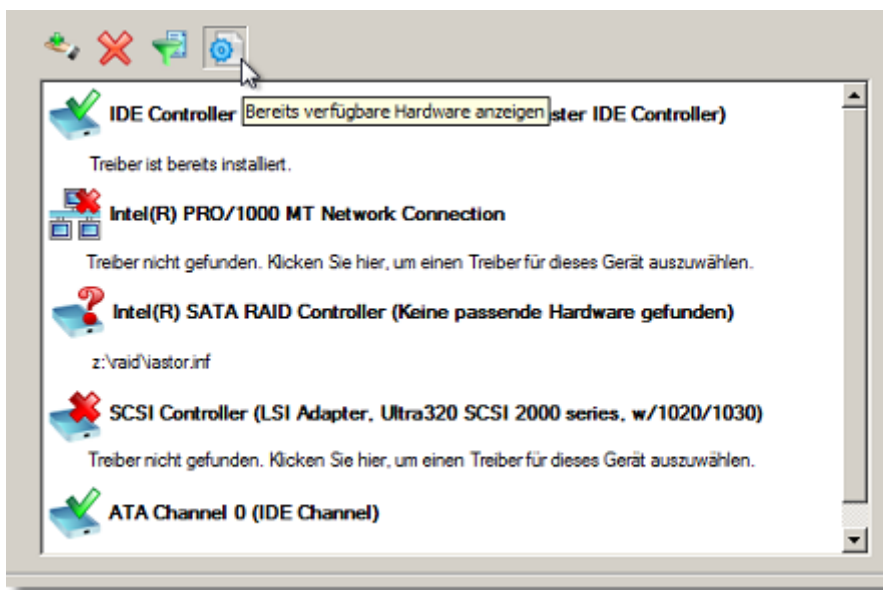 IDE Controller
Bereits verfügbare Hardware anzeigen
ster IDE Controller)
Treiber ist bereits installiert.
Intel(R) PRO/1000 MT Network Connection
Treiber nicht gefunden. Klicken Sie hier, um einen Treiber für dieses Gerät auszuwählen.
Intel(R) SATA RAID Controller (Keine passende Hardware gefunden)
z:\raid\iastor.inf
SCSI Controller (LSI Adapter, Ultra320 SCSI 2000 series, w/1020/1030)
Treiber nicht gefunden. Klicken Sie hier, um einen Treiber für dieses Gerät auszuwählen.
ATA Channel 0 (IDE Channel)